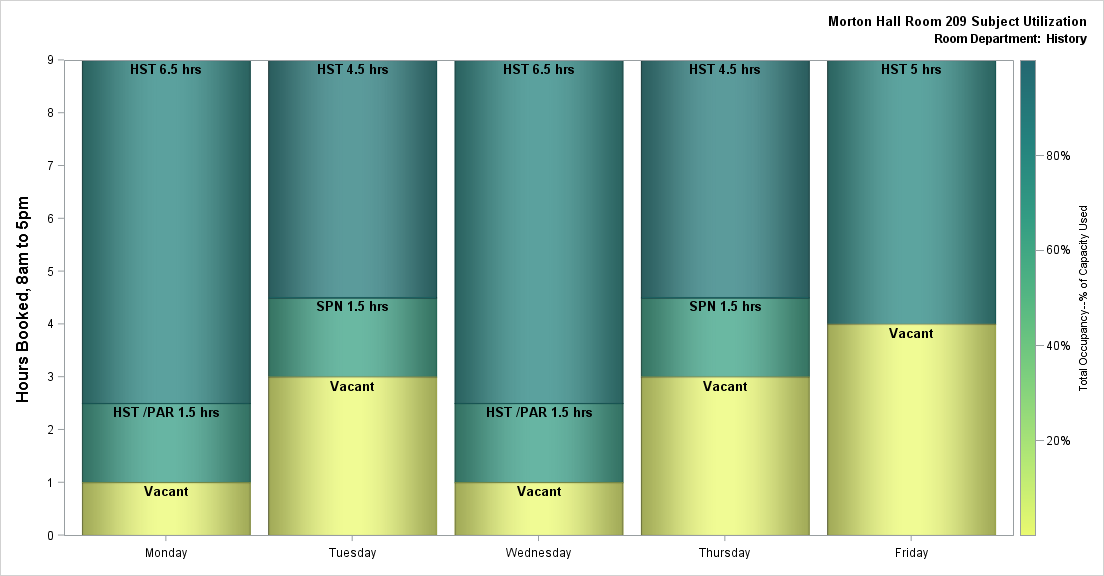 Morton Hall Room 209 Subject Utilization
Room Department: History
Hours Booked, 8am to 5pm
9
8
7
6
5
4
3
2
1
0
HST 6.5 hrs
HST /PAR 1.5 hrs
Vacant
HST 4.5 hrs
SPN 1.5 hrs
Vacant
HST 6.5 hrs
HST /PAR 1.5 hrs
Vacant
HST 4.5 hrs
SPN 1.5 hrs
Vacant
HST 5 hrs
Vacant
Monday
Tuesday
Wednesday
Thursday
Friday
80%
60%
40%
20%
Total Occupancy--% of Capacity Used